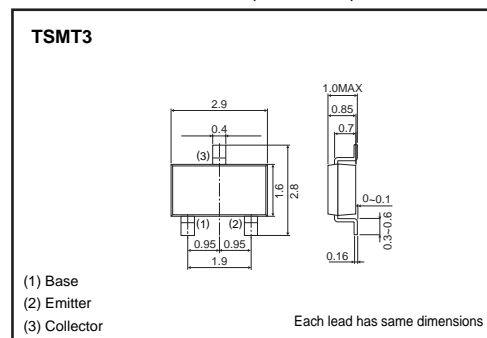 TSMT3
1.0MAX
2.9
0.85
0.4
0.7
(3)
1.6
2.8
0~0.1
(1)
(2)
0.3~0.6
0.95
0.95
0.16
1.9
(1) Base
(2) Emitter
(3) Collector
Each lead has same dimensions